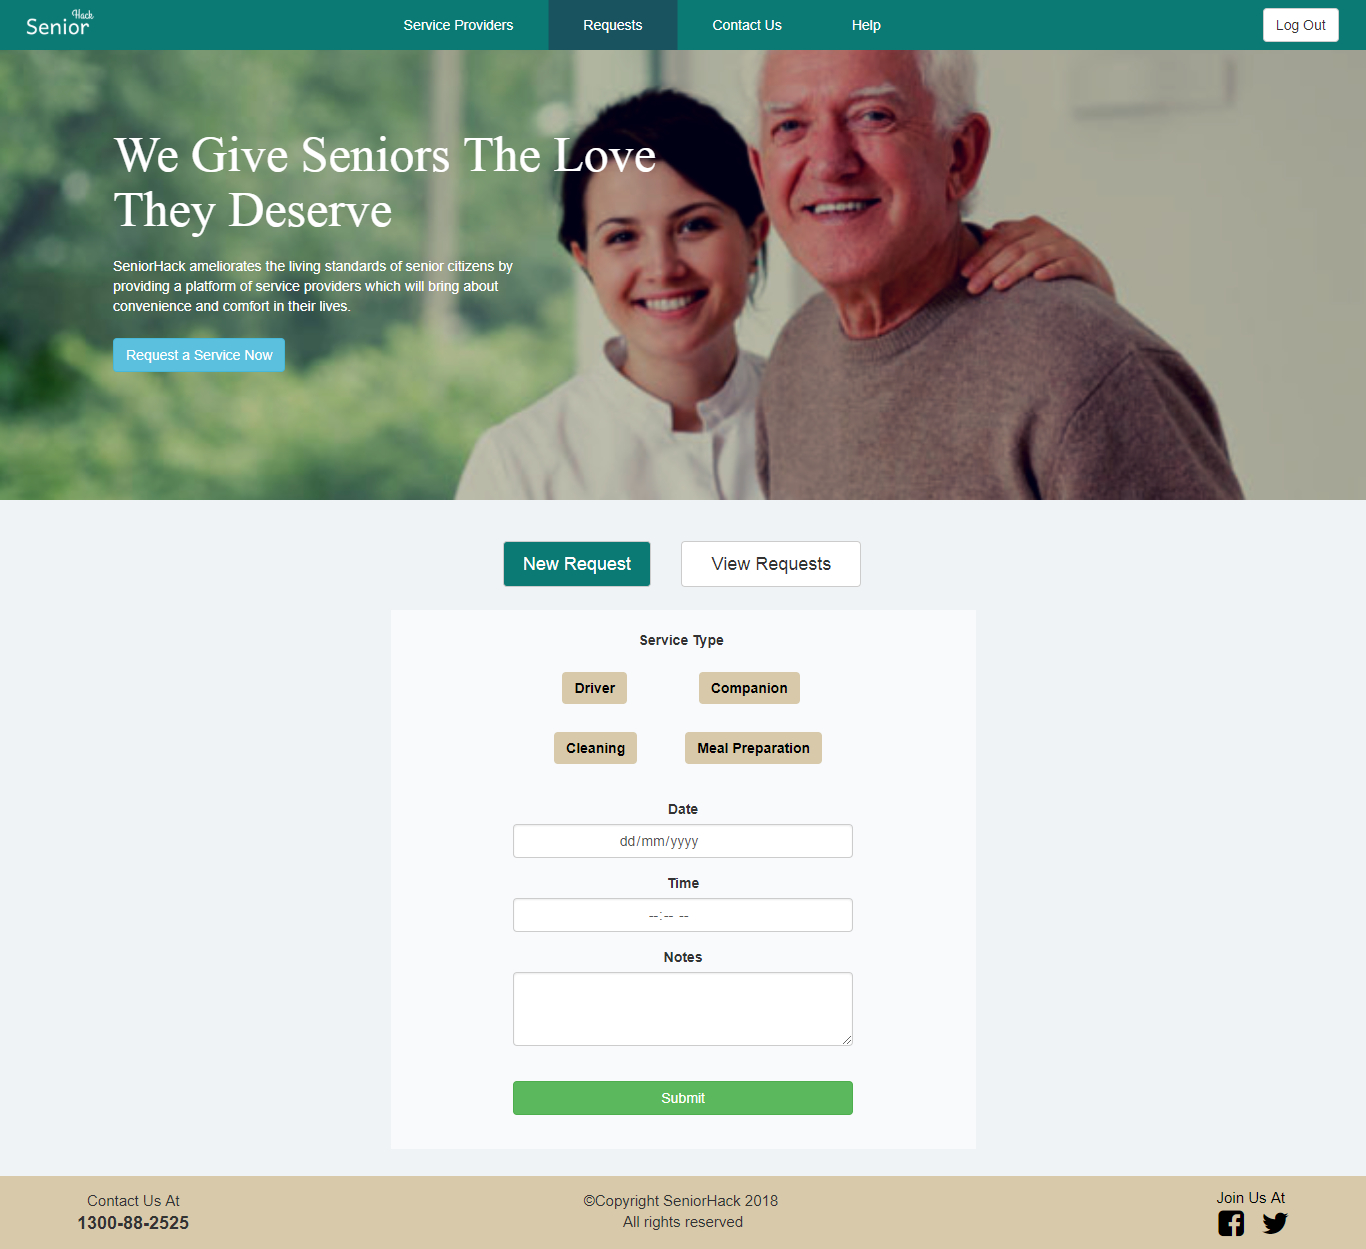 Senior Hack
Service Providers
Requests
Contact Us
Help
Log Out
We Give Seniors The Love
They Deserve
SeniorHack ameliorates the living standards of senior citizens by
providing a platform of service providers which will bring about
convenience and comfort in their lives.
Request a Service Now
New Request
View Requests
Service Type
Driver
Companion
Cleaning
Meal Preparation
Date
dd/mm/yyyy
Time
--:-- --
Notes
Submit
Contact Us At
1300-88-2525
©Copyright SeniorHack 2018
All rights reserved
Join Us At